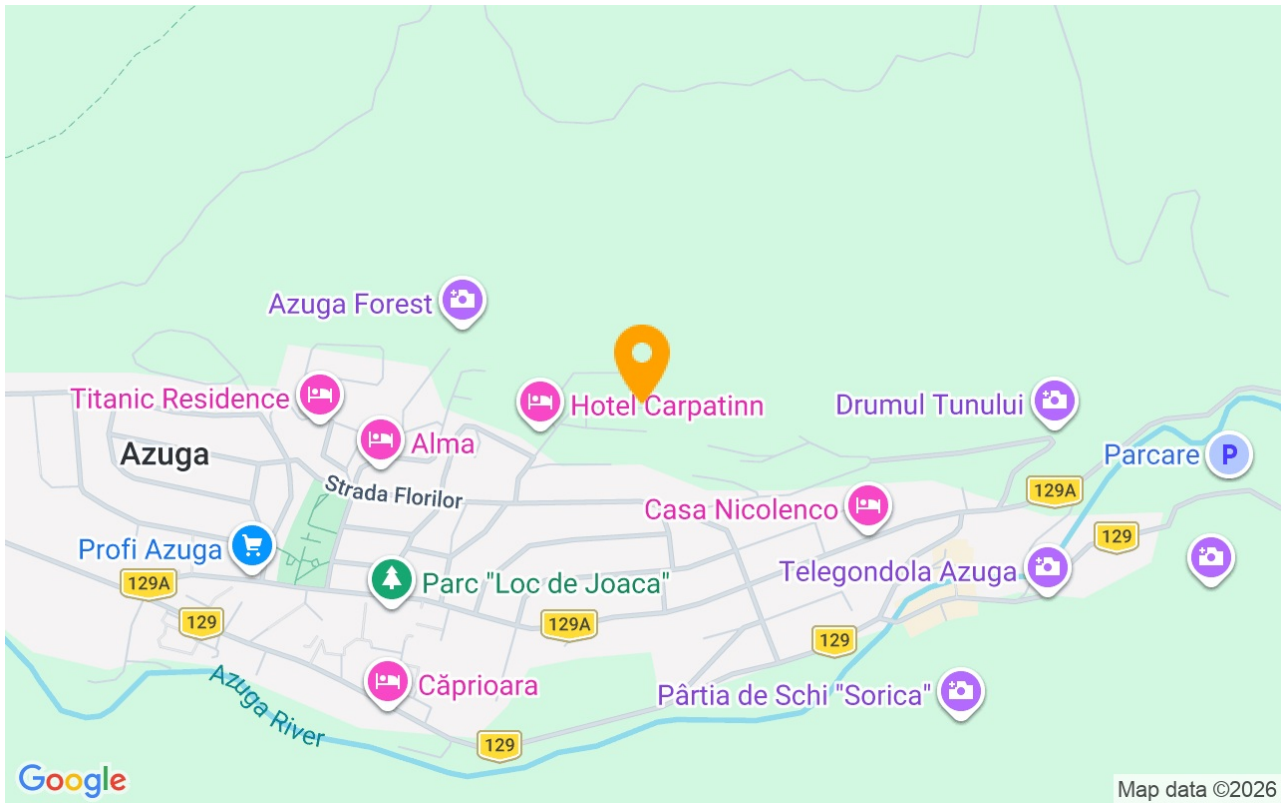 Azuga Forest
Titanic Residence
Hotel Carpatinn
Drumul Tunului
Alma
Azuga
Parcare
P
Strada Florilor
129A
Casa Nicolenco
129
Profi Azuga
Telegondola Azuga
129A
Parc "Loc de Joaca"
129
129A
129
Căprioara
Pârtia de Schi "Sorica"
Azuga River
129
Google
Map data ©2026